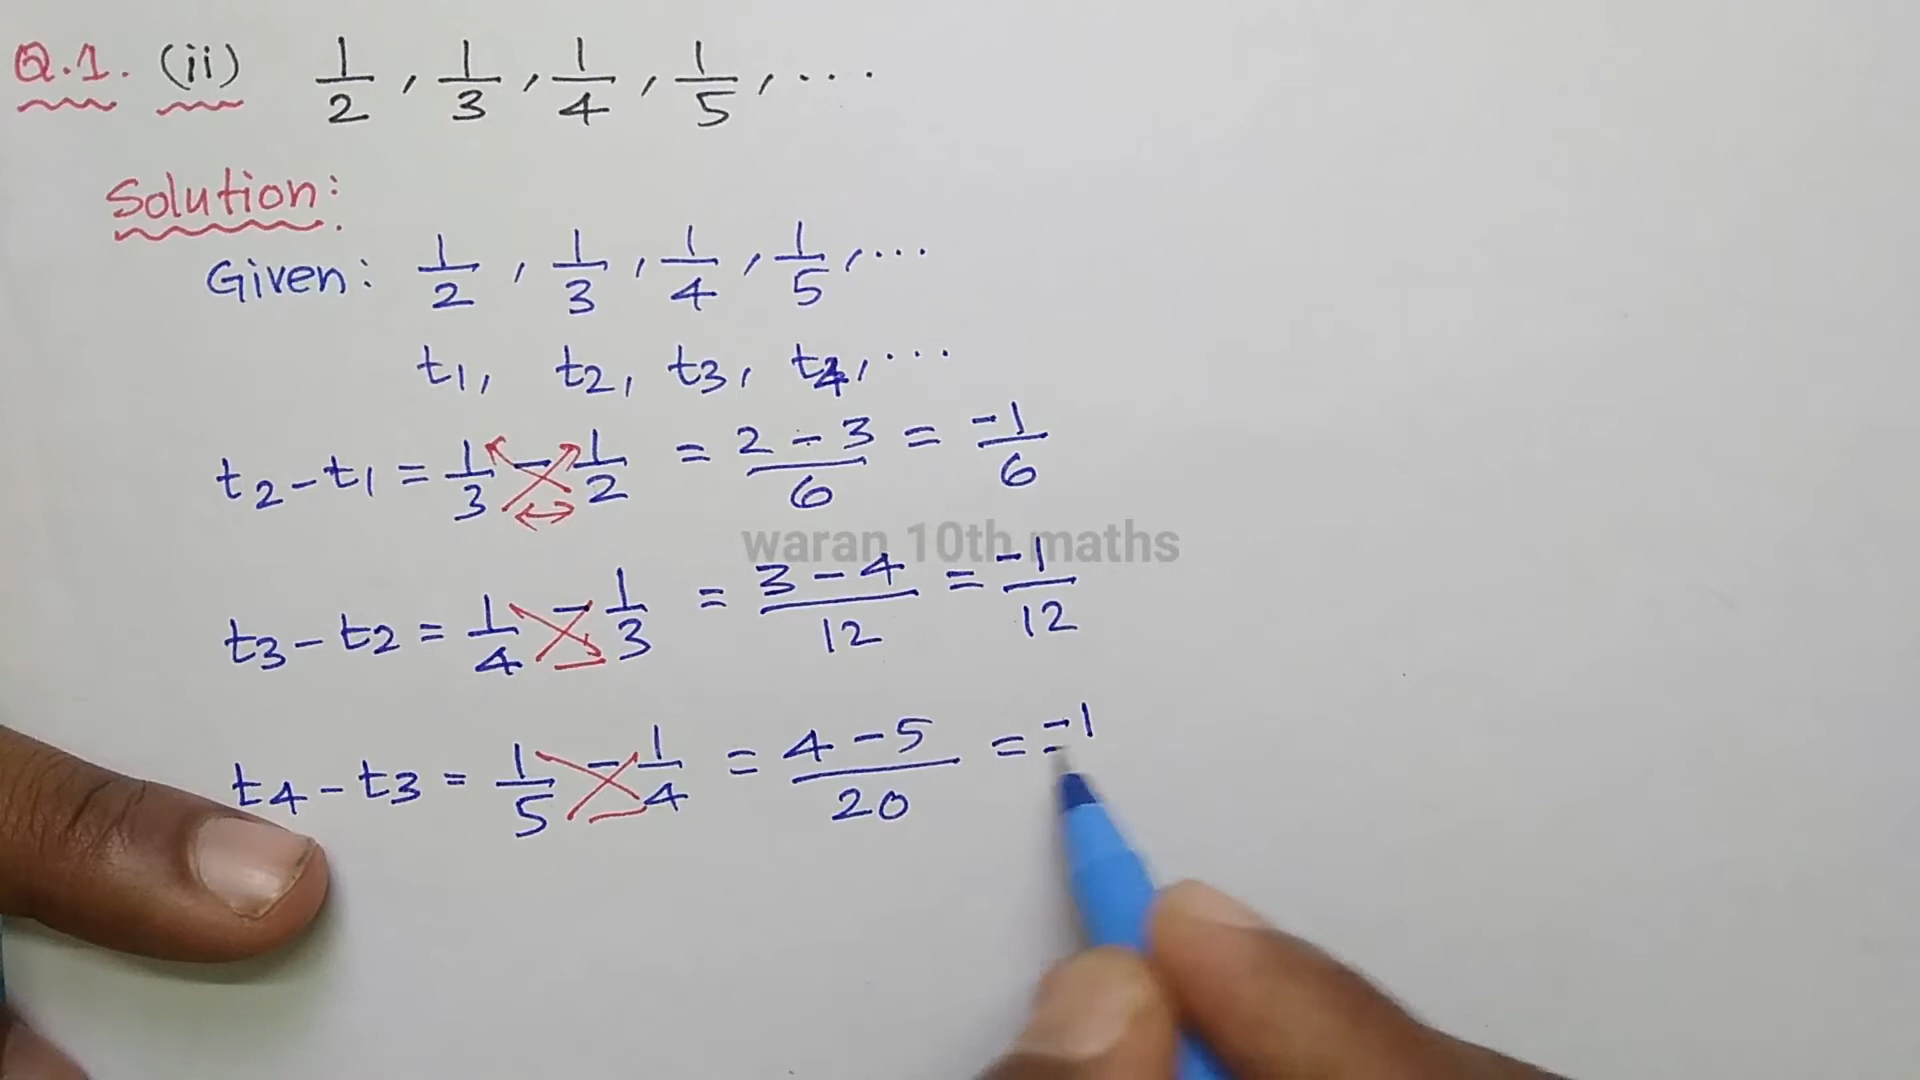 Q.1. (ii) 1/2, 1/3, 1/4, 1/5, ...
Solution:
Given: 1/2, 1/3, 1/4, 1/5, ...
t1, t2, t3, t4, ...
t2-t1 = 1/3 - 1/2 = 2-3/6 = -1/6
waran 10th maths
t3-t2 = 1/4 - 1/3 = 3-4/12 = -1/12
t4-t3 = 1/5 - 1/4 = 4-5/20 = -1